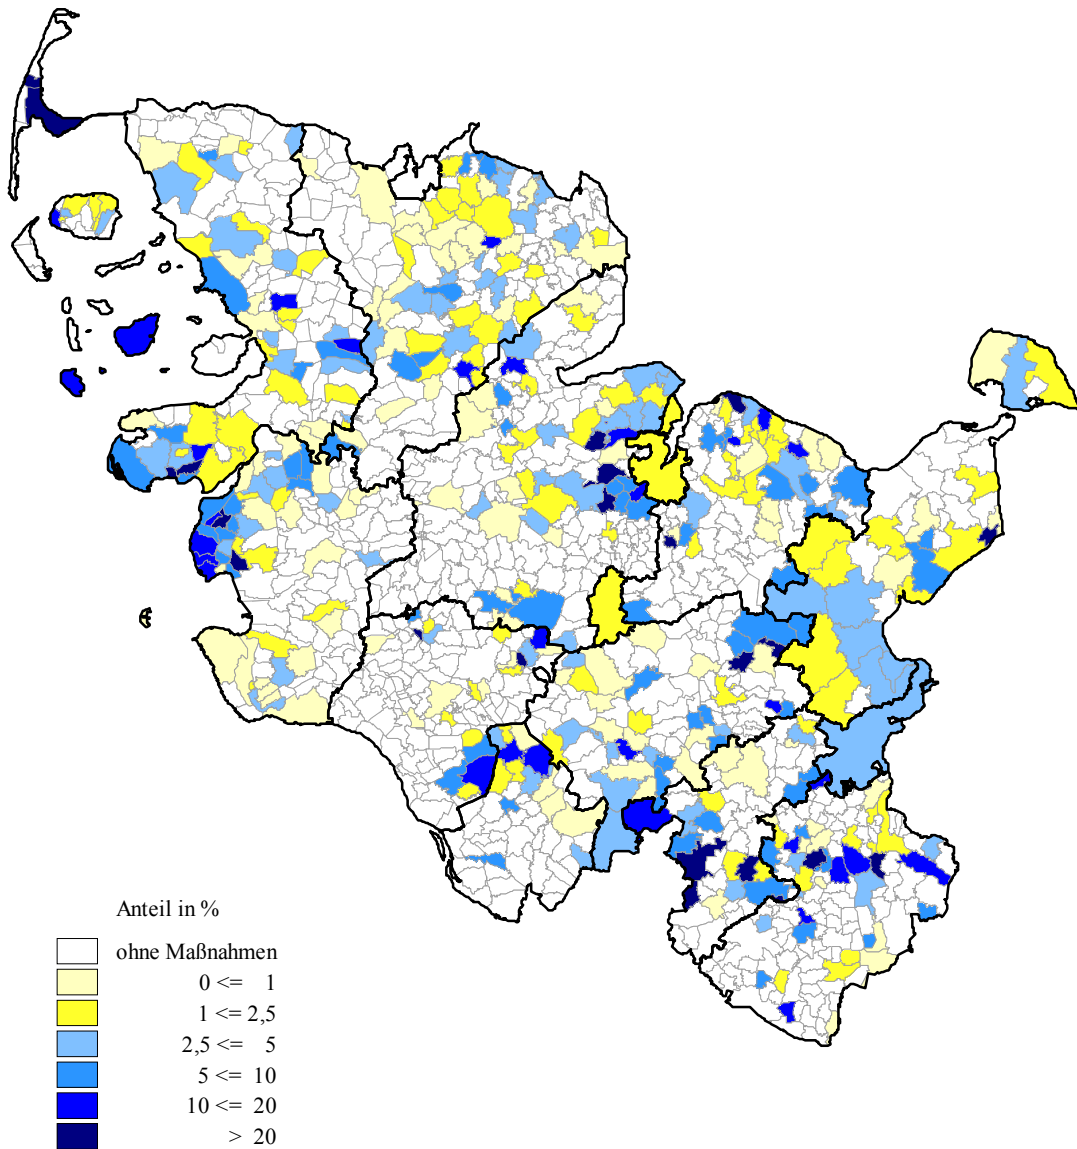 Anteil in %
ohne Maßnahmen
0 <= 1
1 <= 2,5
2,5 <= 5
5 <= 10
10 <= 20
> 20